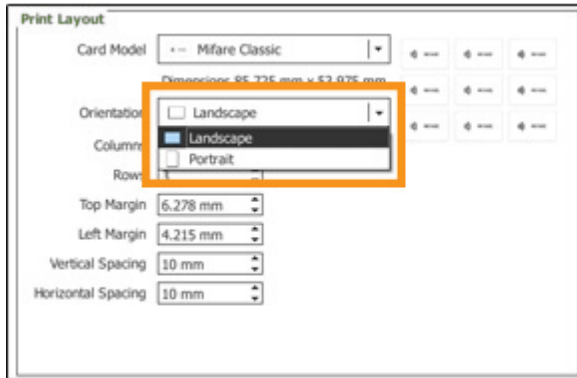 Print Layout
Card Model Mifare Classic
Dimensions 85.725 mm x 53.975 mm
Orientation Landscape
Landscape
Columns
Portrait
Rows
Top Margin 6.278 mm
Left Margin 4.215 mm
Vertical Spacing 10 mm
Horizontal Spacing 10 mm